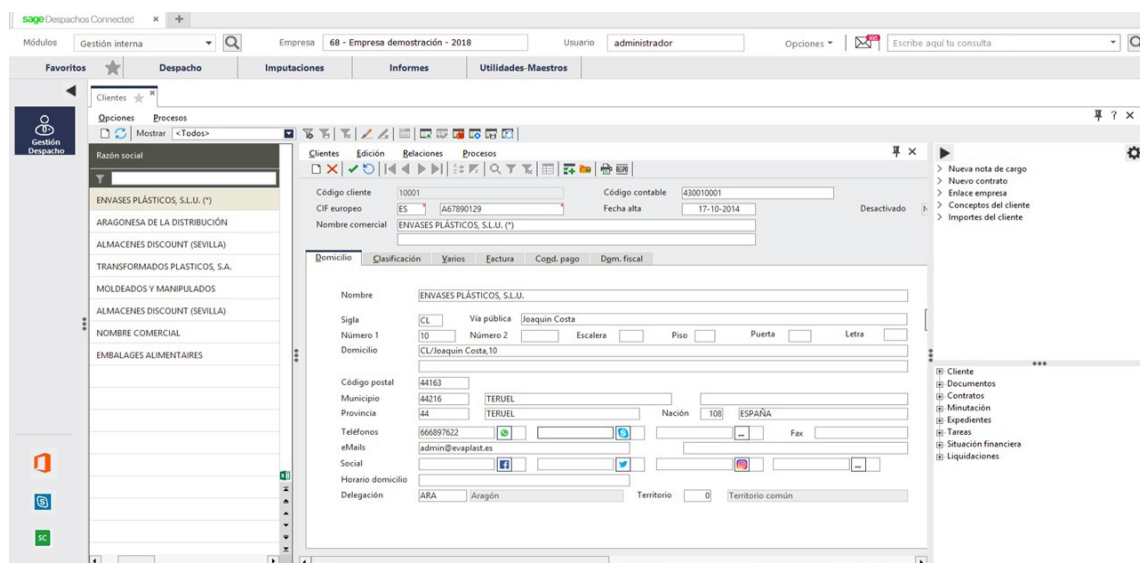 sage Despachos Connected
Módulos Gestión interna Empresa 68 - Empresa demostración - 2018 Usuario administrador Opciones Escribe aquí tu consulta
Favoritos Despacho Imputaciones Informes Utilidades-Maestros
Clientes
Opciones Procesos
Mostrar <Todos>
Gestión Despacho
Razón social
ENVASES PLÁSTICOS, S.L.U. (*)
ARAGONESA DE LA DISTRIBUCIÓN
ALMACENES DISCOUNT (SEVILLA)
TRANSFORMADOS PLASTICOS, S.A.
MOLDEADOS Y MANIPULADOS
ALMACENES DISCOUNT (SEVILLA)
NOMBRE COMERCIAL
EMBALAGES ALIMENTAIRES
SC
Clientes Edición Relaciones Procesos
RGPD
Código cliente 10001 Código contable 430010001
CIF europeo ES A67890129 Fecha alta 17-10-2014 Desactivado N
Nombre comercial ENVASES PLÁSTICOS, S.L.U. (*)
Domicilio Clasificación Varios Factura Cond. pago Dom. fiscal
Nombre ENVASES PLÁSTICOS, S.L.U.
Sigla CL Vía pública Joaquin Costa
Número 1 10 Número 2 Escalera Piso Puerta Letra
Domicilio CL/Joaquin Costa,10
Código postal 44163
Municipio 44216 TERUEL
Provincia 44 TERUEL Nación 108 ESPAÑA
Teléfonos 666897622 ... Fax
eMails admin@evaplast.es
Social ...
Horario domicilio
Delegación ARA Aragón Territorio 0 Territorio común
Nueva nota de cargo
Nuevo contrato
Enlace empresa
Conceptos del cliente
Importes del cliente
Cliente
Documentos
Contratos
Minutación
Expedientes
Tareas
Situación financiera
Liquidaciones